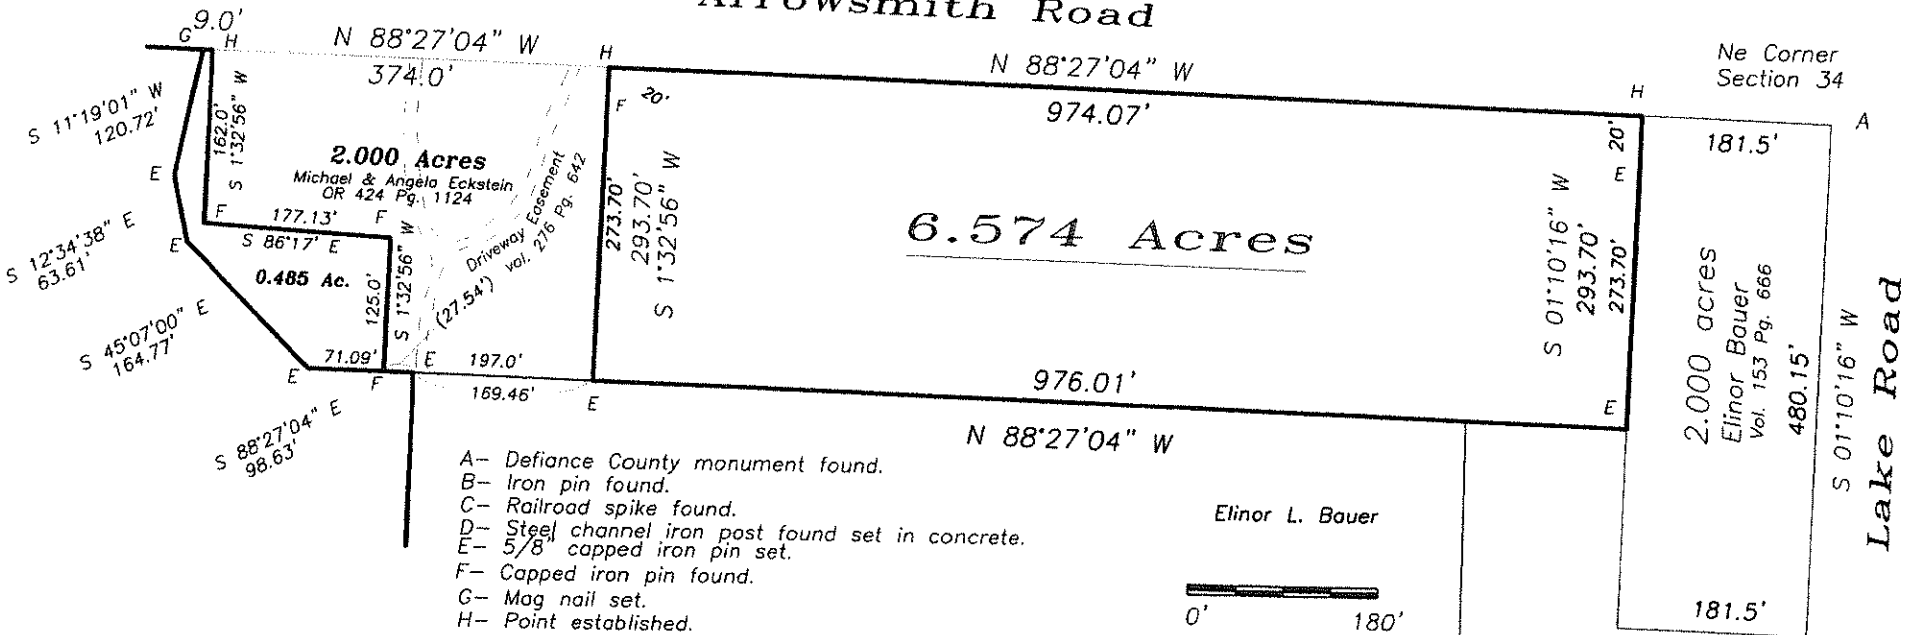 Arrowsmith Road
9.0'
G
H
N 88°27'04" W
374.0'
H
N 88°27'04" W
974.07'
H
Ne Corner
Section 34
A
181.5'
S 11°19'01" W
120.72'
162.0'
S 1°32'56" W
2.000 Acres
Michael & Angela Eckstein
OR 424 Pg. 1124
F
20'
20'
E
E
F
177.13'
F
S 86°17' E
S 12°34'38" E
63.61'
E
0.485 Ac.
125.0'
S 1°32'56" W
Driveway Easement
(27.54') vol. 276 Pg. 642
273.70'
293.70'
S 1°32'56" W
6.574 Acres
S 01°10'16" W
293.70'
273.70'
2.000 acres
Elinor Bauer
Vol. 153 Pg. 666
480.15'
S 01°10'16" W
Lake Road
S 45°07'00" E
164.77'
E
71.09'
F
E
197.0'
169.46'
E
976.01'
N 88°27'04" W
E
S 88°27'04" E
98.63'
A- Defiance County monument found.
B- Iron pin found.
C- Railroad spike found.
D- Steel channel iron post found set in concrete.
E- 5/8" capped iron pin set.
F- Capped iron pin found.
G- Mag nail set.
H- Point established.
Elinor L. Bauer
0'
180'
181.5'